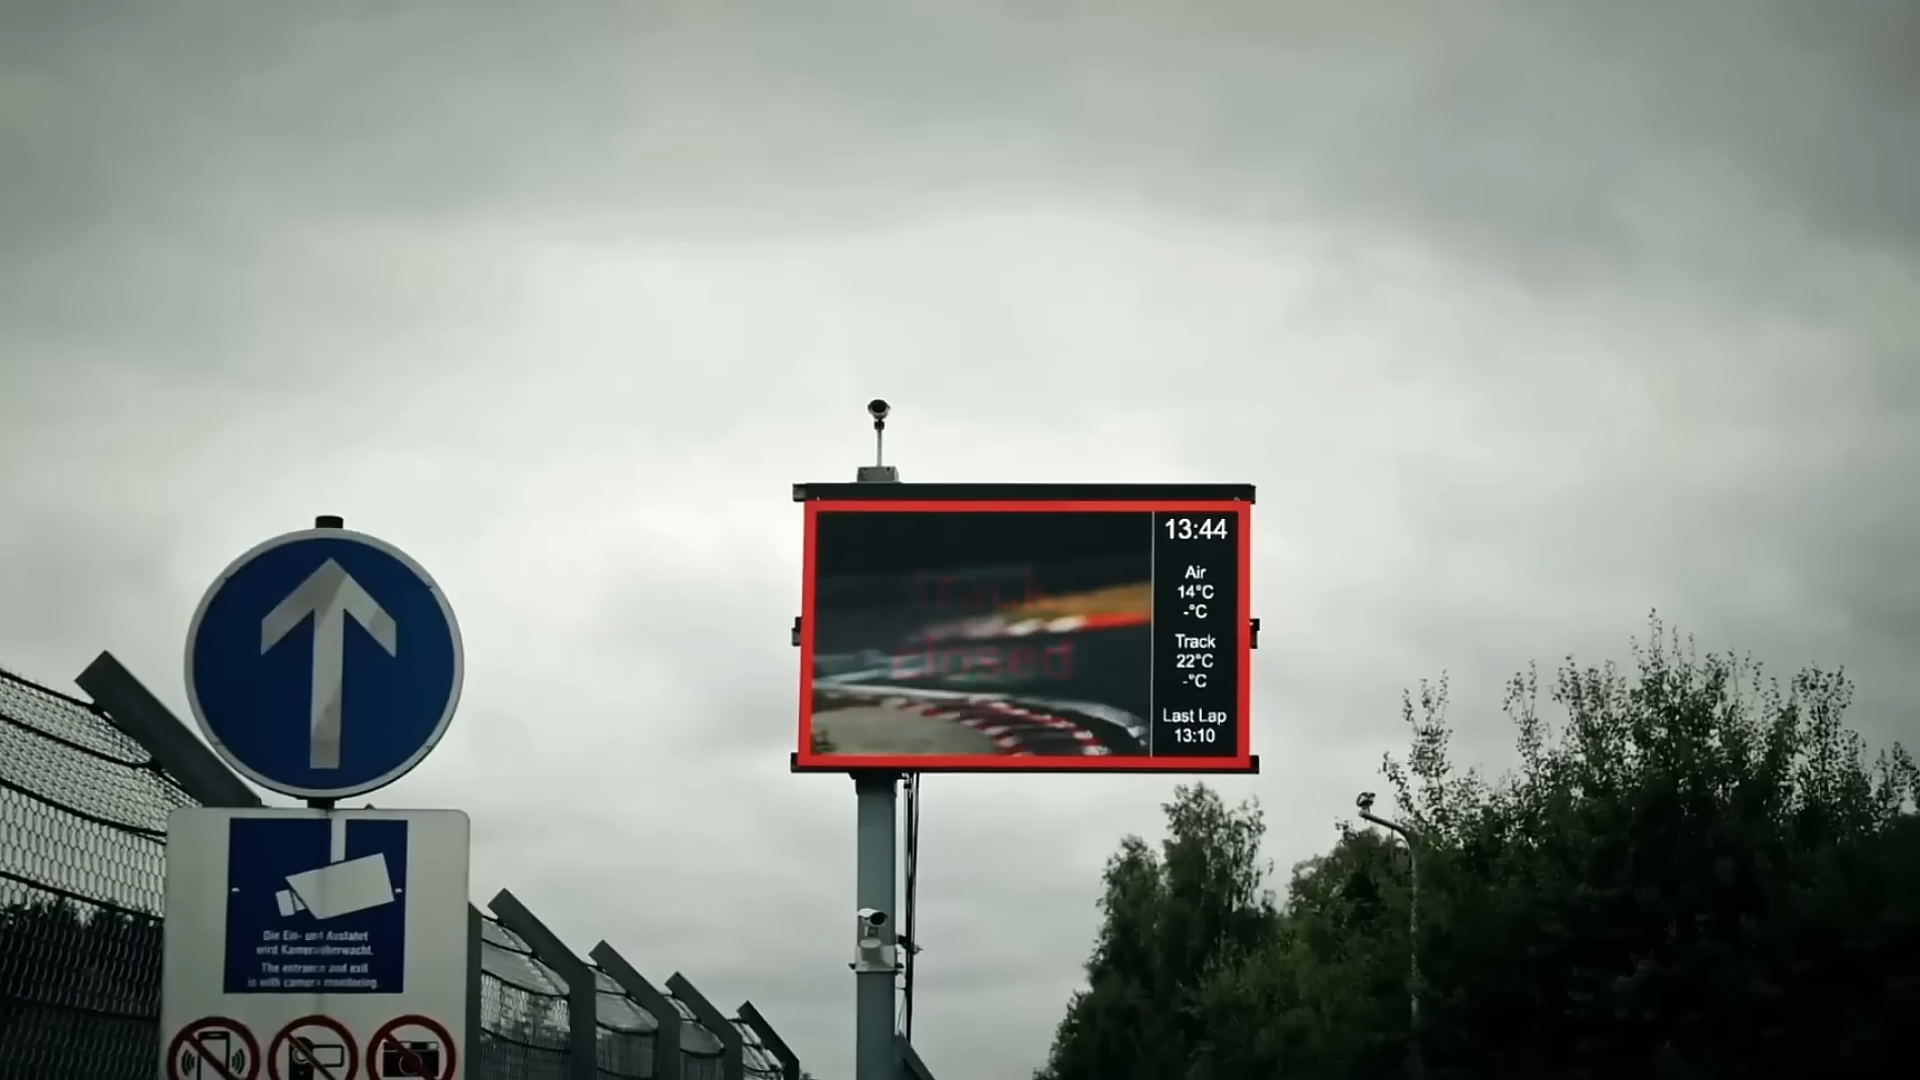 13:44
Air
14°C
-°C
Track
22°C
-°C
Last Lap
13:10
Track
closed
Die Ein- und Ausfahrt
wird Kameraüberwacht.
The entrance and exit
is with camera monitoring.